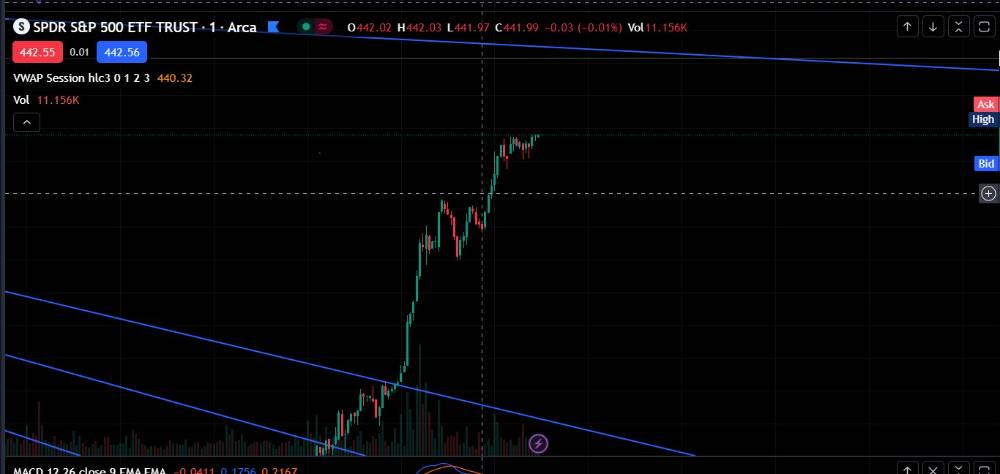 S SPDR S&P 500 ETF TRUST · 1 · Arca ≈ O442.02 H442.03 L441.97 C441.99 −0.03 (−0.01%) Vol11.156K
442.55 0.01 442.56
VWAP Session hlc3 0 1 2 3 440.32
Vol 11.156K
Ask
High
Bid
MACD 12 26 close 9 EMA EMA −0.0411 0.1756 0.2167